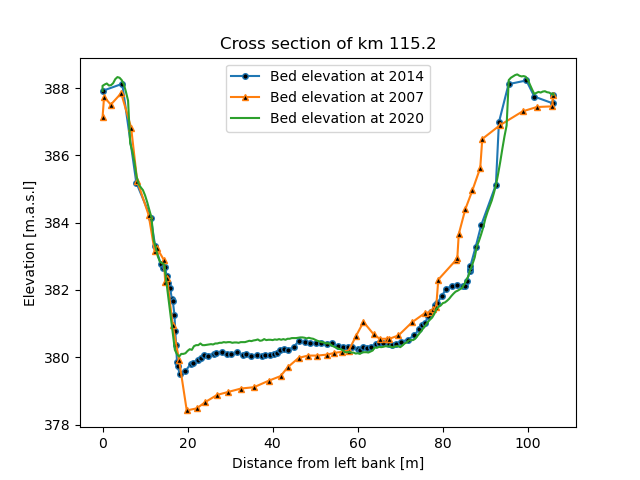 Cross section of km 115.2
Bed elevation at 2014
Bed elevation at 2007
Bed elevation at 2020
Elevation [m.a.s.l]
388
386
384
382
380
378
0 20 40 60 80 100
Distance from left bank [m]